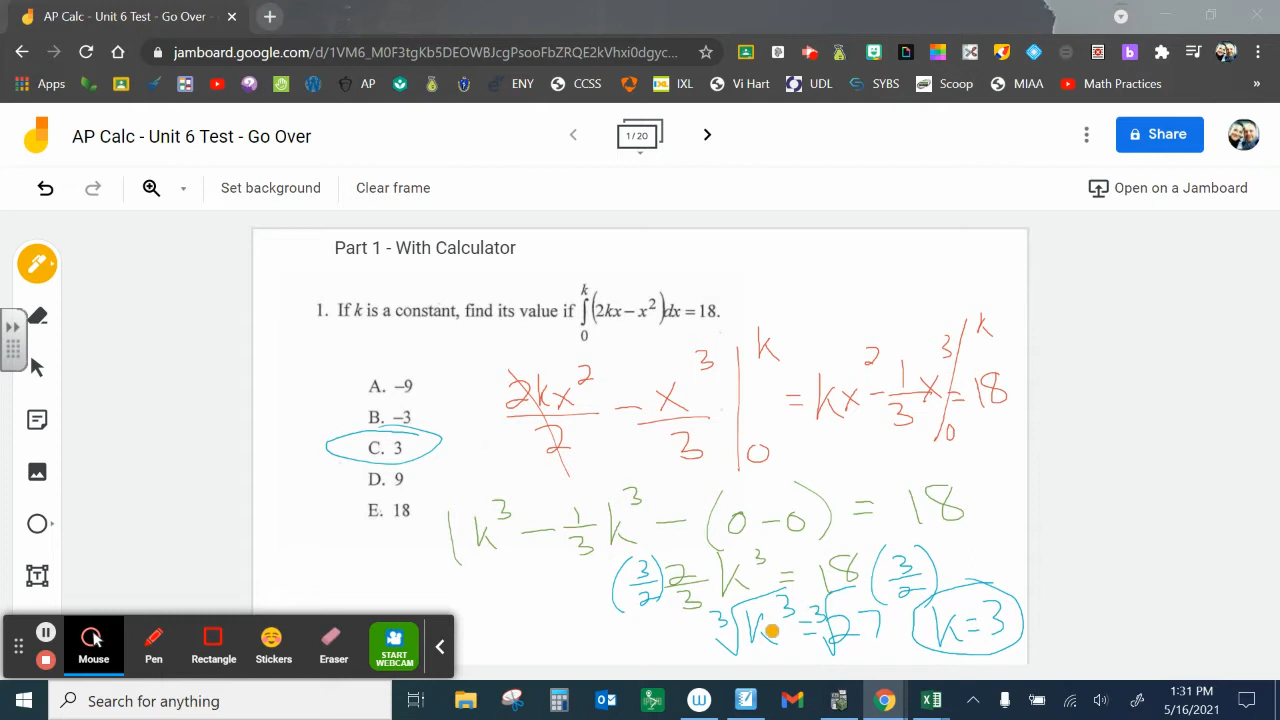 AP Calc - Unit 6 Test - Go Over -
jamboard.google.com/d/1VM6_M0F3tgKb5DEOWBJcgPsooFbZRQE2kVhxi0dgyc...
Apps AP ENY CCSS IXL Vi Hart UDL SYBS Scoop MIAA Math Practices »
AP Calc - Unit 6 Test - Go Over
1/20
Share
Set background Clear frame
Open on a Jamboard
Part 1 - With Calculator
1. If k is a constant, find its value if ∫₀ᵏ(2kx − x²)dx = 18.
A. –9
B. –3
C. 3
D. 9
E. 18
2kx²/2 − x³/3 |₀ᵏ = kx² − 1/3 x³ |₀ᵏ = 18
1k³ − 1/3 k³ − (0 − 0) = 18
(3/2) 2/3 k³ = 18 (3/2)
∛k³ = ∛27 k = 3
Mouse Pen Rectangle Stickers Eraser START WEBCAM
Search for anything
1:31 PM
5/16/2021